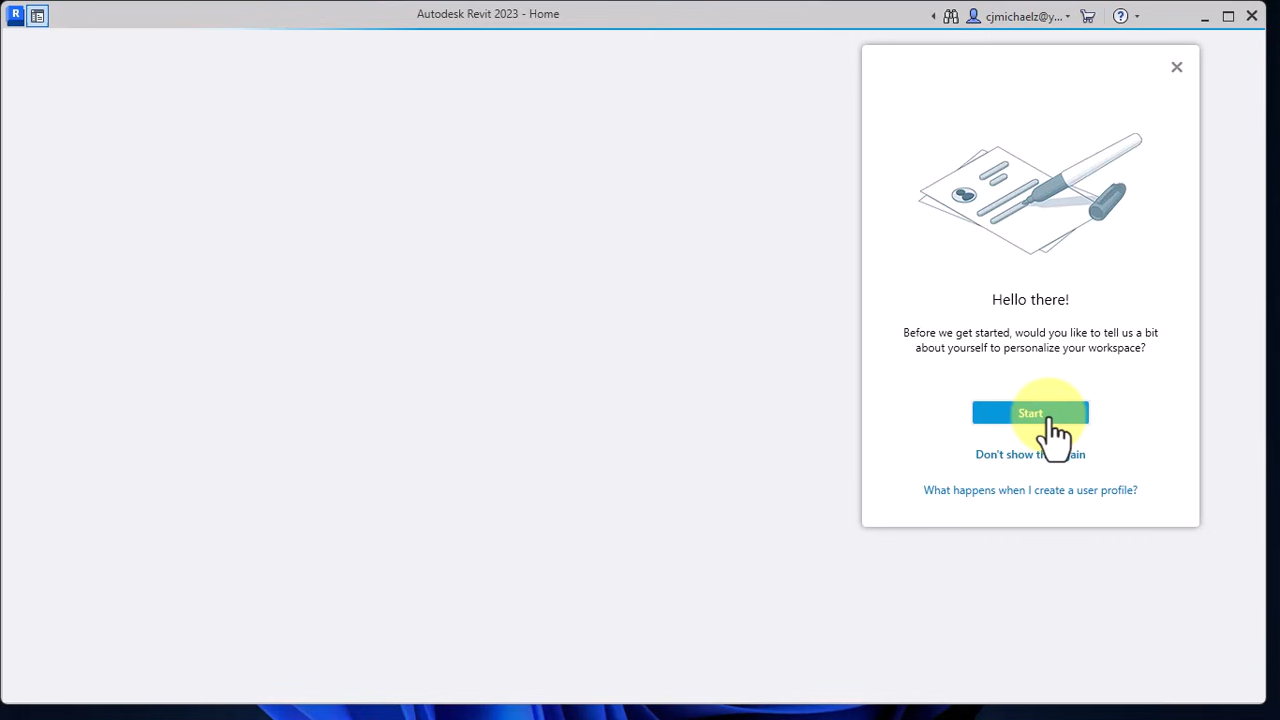 R
Autodesk Revit 2023 - Home
cjmichaelz@y...
?
Hello there!
Before we get started, would you like to tell us a bit
about yourself to personalize your workspace?
Start
Don't show th ain
What happens when I create a user profile?